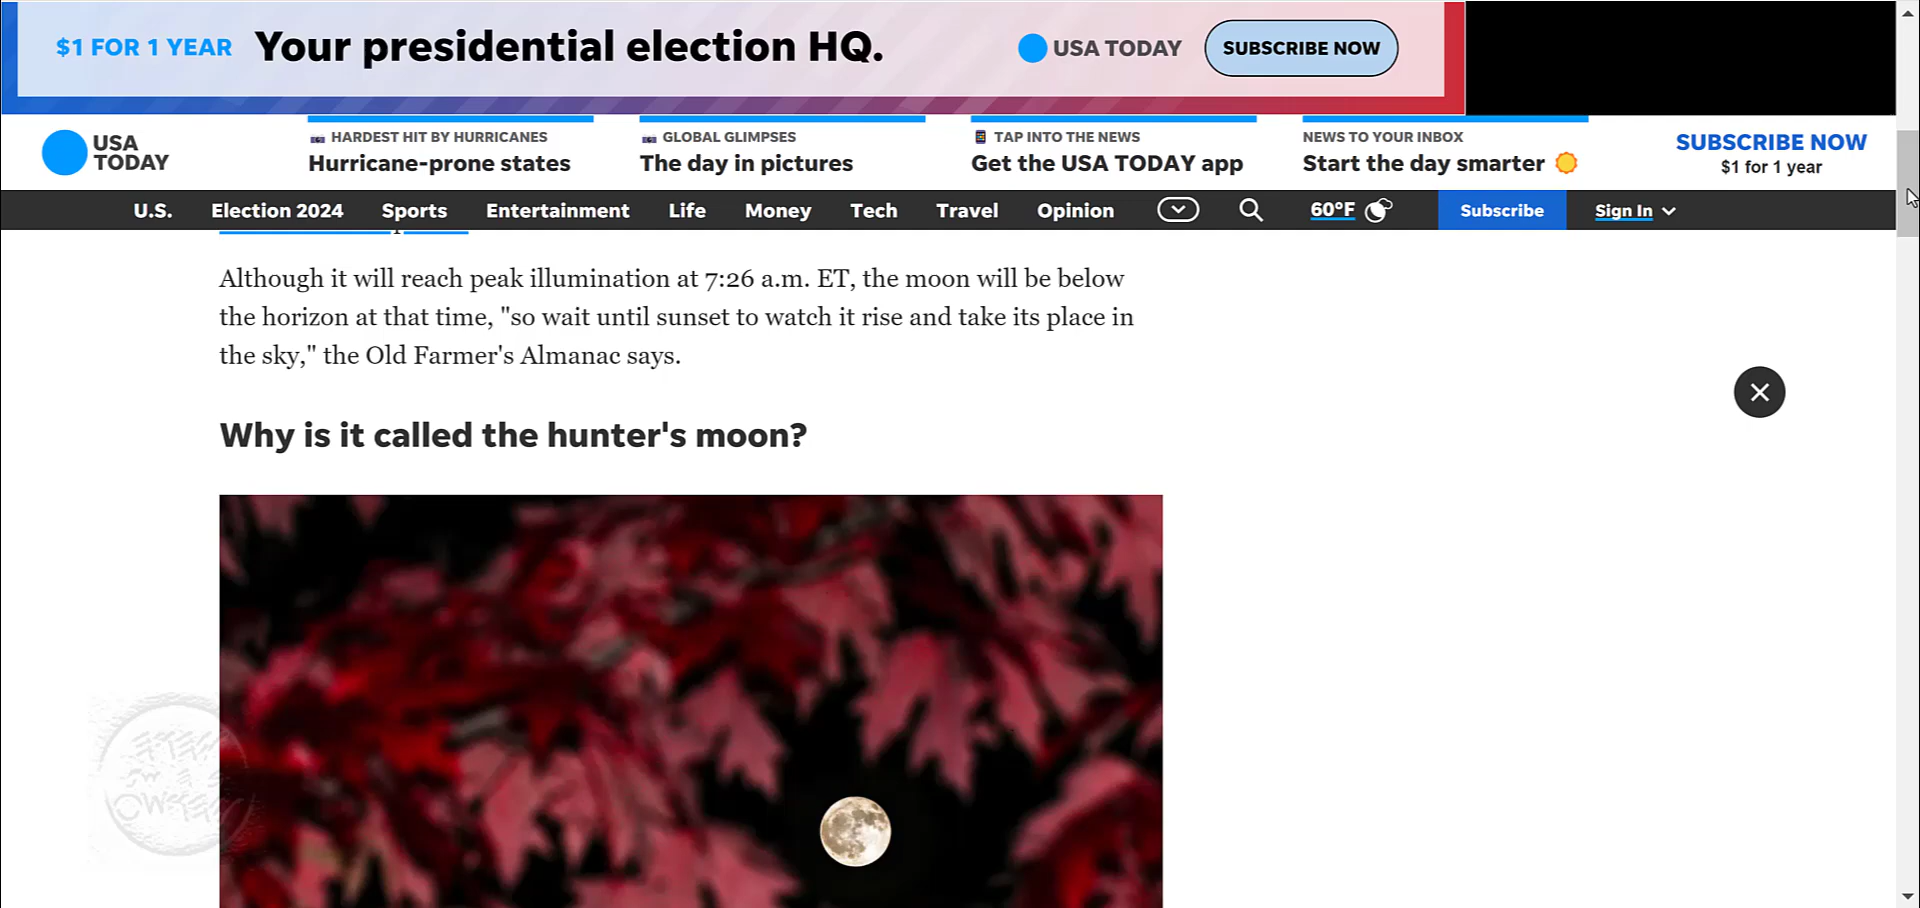 $1 FOR 1 YEAR Your presidential election HQ. USA TODAY SUBSCRIBE NOW
USA TODAY
HARDEST HIT BY HURRICANES
Hurricane-prone states
GLOBAL GLIMPSES
The day in pictures
TAP INTO THE NEWS
Get the USA TODAY app
NEWS TO YOUR INBOX
Start the day smarter
SUBSCRIBE NOW
$1 for 1 year
U.S. Election 2024 Sports Entertainment Life Money Tech Travel Opinion 60°F Subscribe Sign In
Although it will reach peak illumination at 7:26 a.m. ET, the moon will be below
the horizon at that time, "so wait until sunset to watch it rise and take its place in
the sky," the Old Farmer's Almanac says.
Why is it called the hunter's moon?